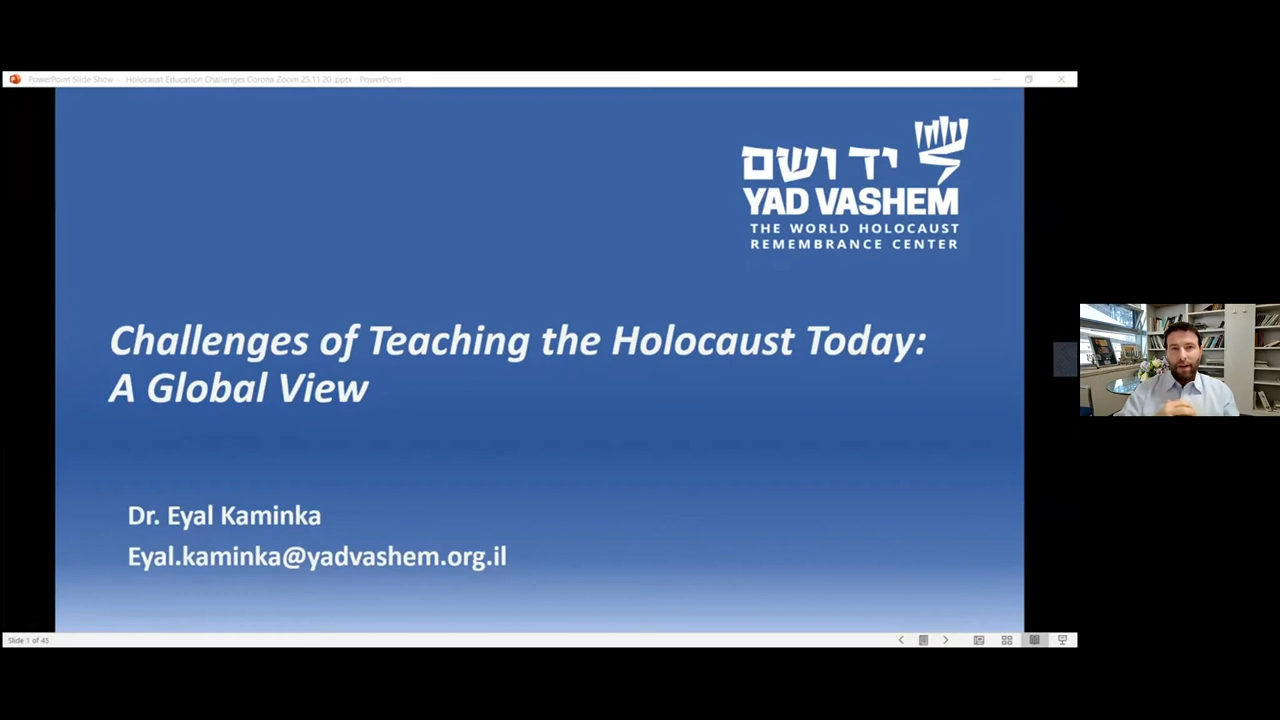 PowerPoint Slide Show - Holocaust Education Challenges Corona Zoom 25.11.20 .pptx - PowerPoint
יד ושם
YAD VASHEM
THE WORLD HOLOCAUST
REMEMBRANCE CENTER
Challenges of Teaching the Holocaust Today:
A Global View
Dr. Eyal Kaminka
Eyal.kaminka@yadvashem.org.il
Slide 1 of 45